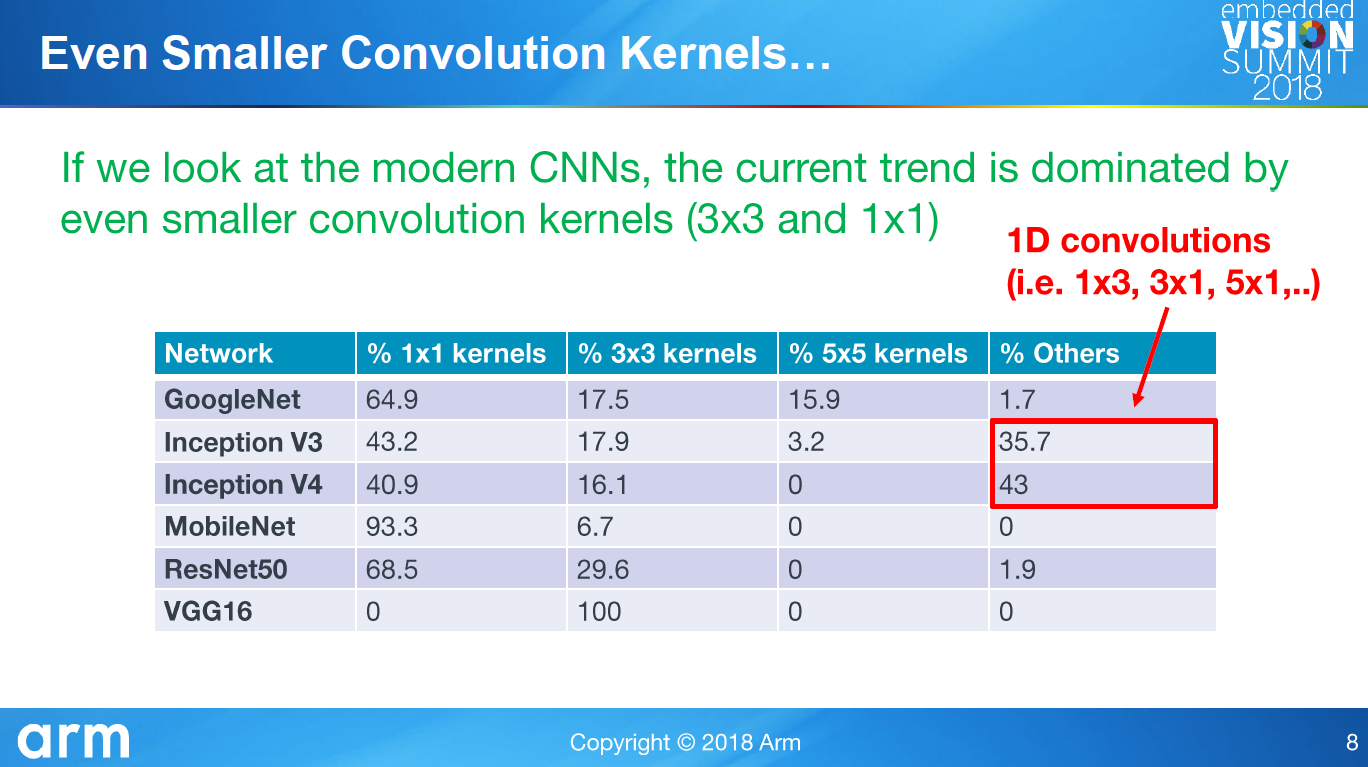 Even Smaller Convolution Kernels…
embedded
VISION
SUMMIT
2018
If we look at the modern CNNs, the current trend is dominated by
even smaller convolution kernels (3x3 and 1x1)
1D convolutions
(i.e. 1x3, 3x1, 5x1,..)
Network % 1x1 kernels % 3x3 kernels % 5x5 kernels % Others
GoogleNet 64.9 17.5 15.9 1.7
Inception V3 43.2 17.9 3.2 35.7
Inception V4 40.9 16.1 0 43
MobileNet 93.3 6.7 0 0
ResNet50 68.5 29.6 0 1.9
VGG16 0 100 0 0
arm
Copyright © 2018 Arm
8